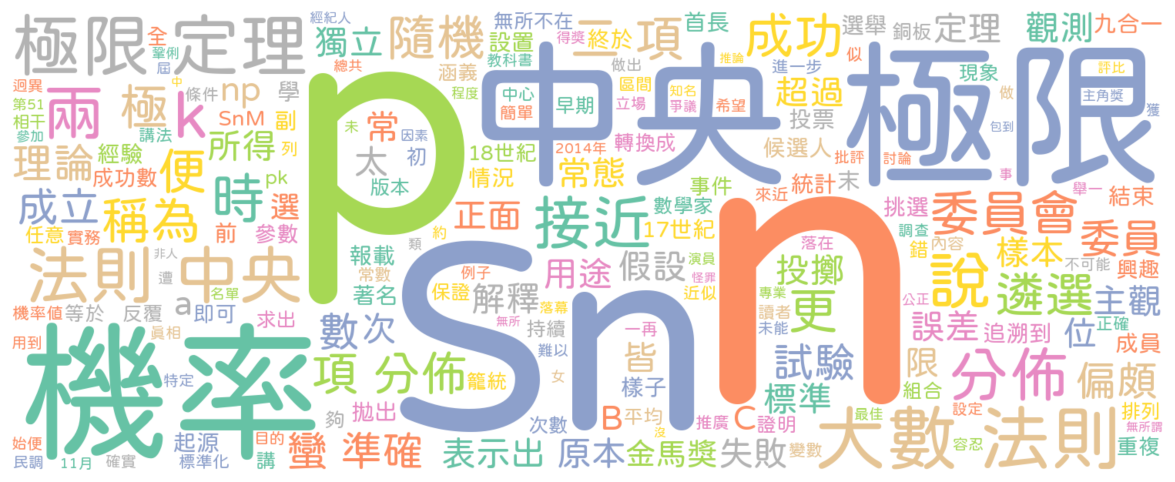 極限定理
全
鞏例
經紀人
總共
獨立
隨機
得獎
無所不在
設置
教科書
終於
做出
涵義
二項
推論
首長
成功
選舉
銅板
定理
似
觀測
九合一
迥異
屆
中
條件
學
第51
相干
參加
講法
兩
極
k
np
SnM
副
列
p
未
常
因素
程度
太
初
版本
中心
簡單
早期
區間
立場
中央
知名
爭議
希望
進一步
超過
投票
極限
現象
評比
做
主角獎
包到
獲
理論
經驗
成功數
便
所得
pk
18世紀
情況
2014年
常態
轉換成
事件
候選人
批評
討論
事
成立
任意
實務
稱為
時
選
前
參數
正面
接近
數學家
17世紀
來近
統計
末
挑選
調查
結束
舉一
委員會
委員
錯
內容
樣本
不可能
興趣
法則
非人
遭
中央
a
報載
常數
著名
類
約
例子
保證
用途
解釋
假設
演員
怪罪
近似
落在
投擲
專業
讀者
未能
更
n
說
遴選
主觀
公正
正確
名單
機率值
等於
反覆
即可
求出
眞相
用到
機率
數次
無所
持續
落幕
一再
Sn
誤差
追溯到
位
成員
特定
項
分佈
籠統
難以
女
皆
樣子
試驗
標準
限
組合
分佈
偏頗
始便
民調
11月
確實
起源
標準化
目的
講
夠
拋出
蠻
準確
表示出
次數
原本
B
平均
沒
金馬獎
推廣
C
證明
失敗
變數
最佳
大數
設定
容忍
法則
排列
無所謂
重複